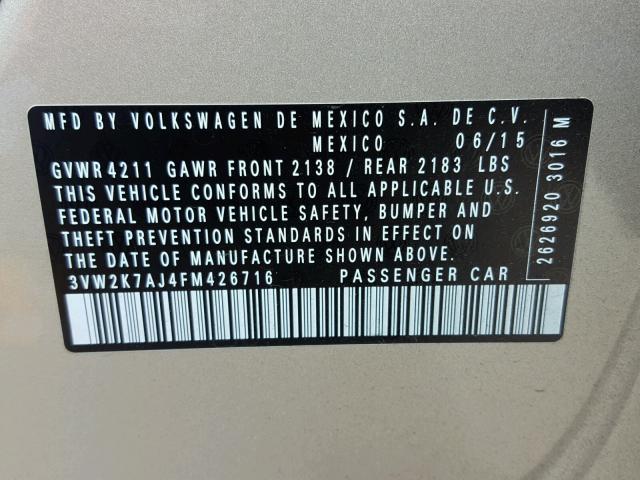 MFD BY VOLKSWAGEN DE MEXICO S.A. DE C.V.
MEXICO 06/15
GVWR 4211 GAWR FRONT 2138 / REAR 2183 LBS
THIS VEHICLE CONFORMS TO ALL APPLICABLE U.S.
FEDERAL MOTOR VEHICLE SAFETY, BUMPER AND
THEFT PREVENTION STANDARDS IN EFFECT ON
THE DATE OF MANUFACTURE SHOWN ABOVE.
3VW2K7AJ4FM426716 PASSENGER CAR
2626920 3016 M